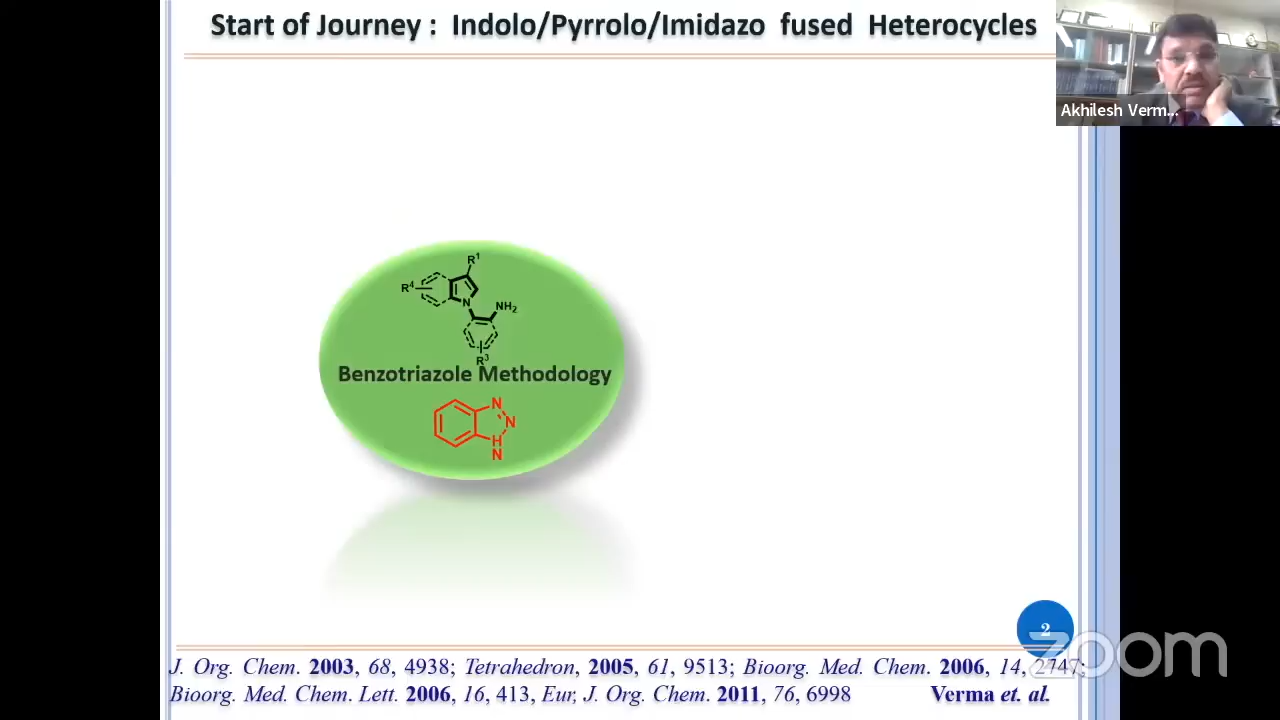 Start of Journey : Indolo/Pyrrolo/Imidazo fused Heterocycles
Akhilesh Verm...
R1
R4
N
NH2
R3
Benzotriazole Methodology
N
N
H
N
2
zoom
J. Org. Chem. 2003, 68, 4938; Tetrahedron, 2005, 61, 9513; Bioorg. Med. Chem. 2006, 14, 2747;
Bioorg. Med. Chem. Lett. 2006, 16, 413, Eur, J. Org. Chem. 2011, 76, 6998 Verma et. al.